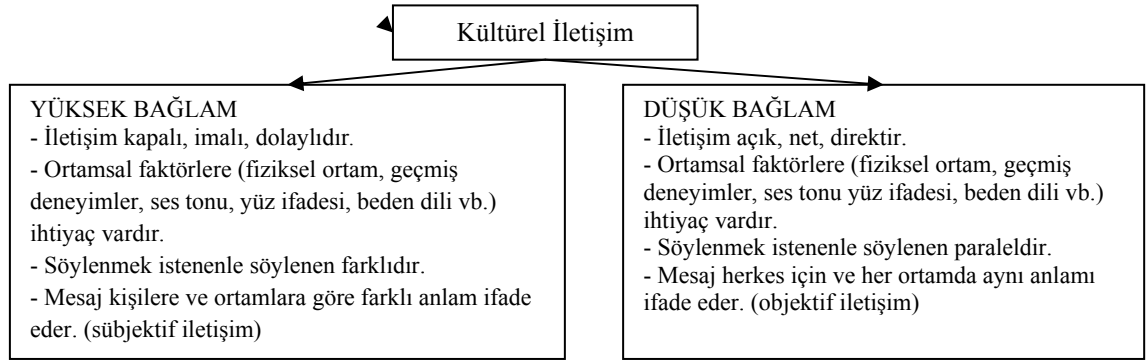 Kültürel İletişim
YÜKSEK BAĞLAM
- İletişim kapalı, imalı, dolaylıdır.
- Ortamsal faktörlere (fiziksel ortam, geçmiş
deneyimler, ses tonu, yüz ifadesi, beden dili vb.)
ihtiyaç vardır.
- Söylenmek istenenle söylenen farklıdır.
- Mesaj kişilere ve ortamlara göre farklı anlam ifade
eder. (sübjektif iletişim)
DÜŞÜK BAĞLAM
- İletişim açık, net, direktir.
- Ortamsal faktörlere (fiziksel ortam, geçmiş
deneyimler, ses tonu yüz ifadesi, beden dili vb.)
ihtiyaç vardır.
- Söylenmek istenenle söylenen paraleldir.
- Mesaj herkes için ve her ortamda aynı anlamı
ifade eder. (objektif iletişim)